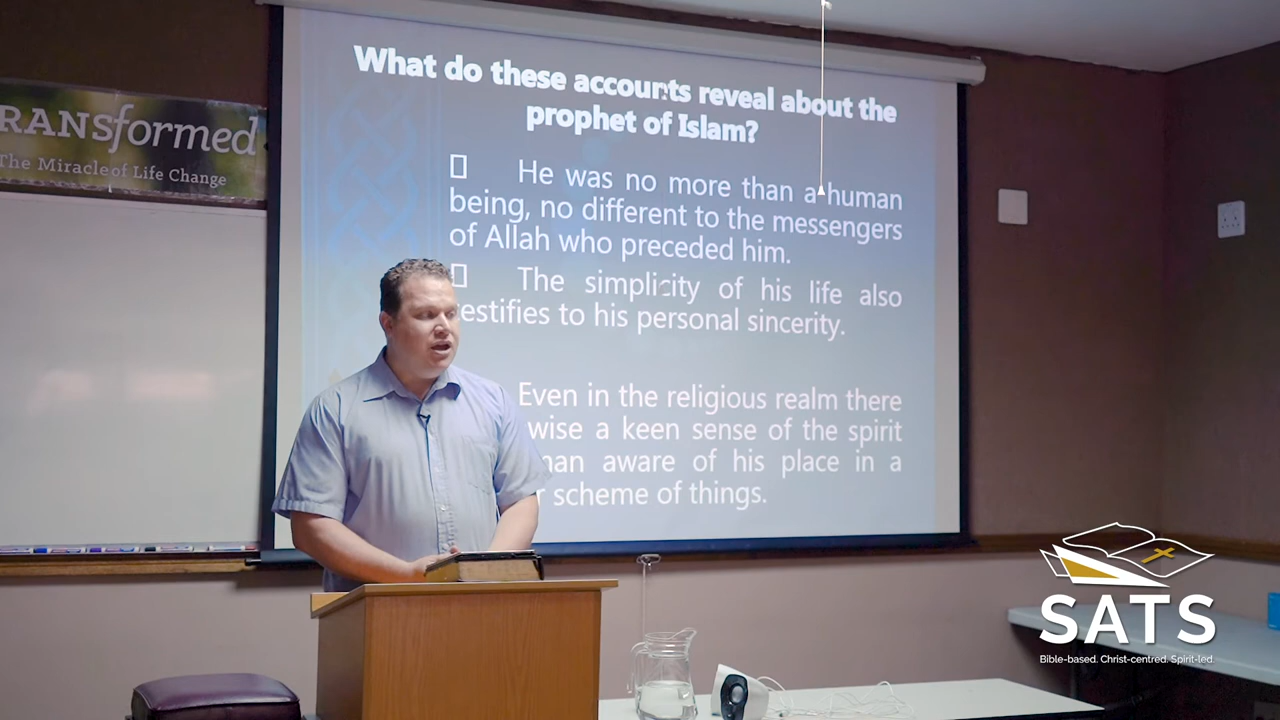 What do these accounts reveal about the
prophet of Islam?
He was no more than a human
being, no different to the messengers
of Allah who preceded him.
The simplicity of his life also
testifies to his personal sincerity.
Even in the religious realm there
wise a keen sense of the spirit
man aware of his place in a
r scheme of things.
RANsformed
The Miracle of Life Change
SATS
Bible-based. Christ-centred. Spirit-led.